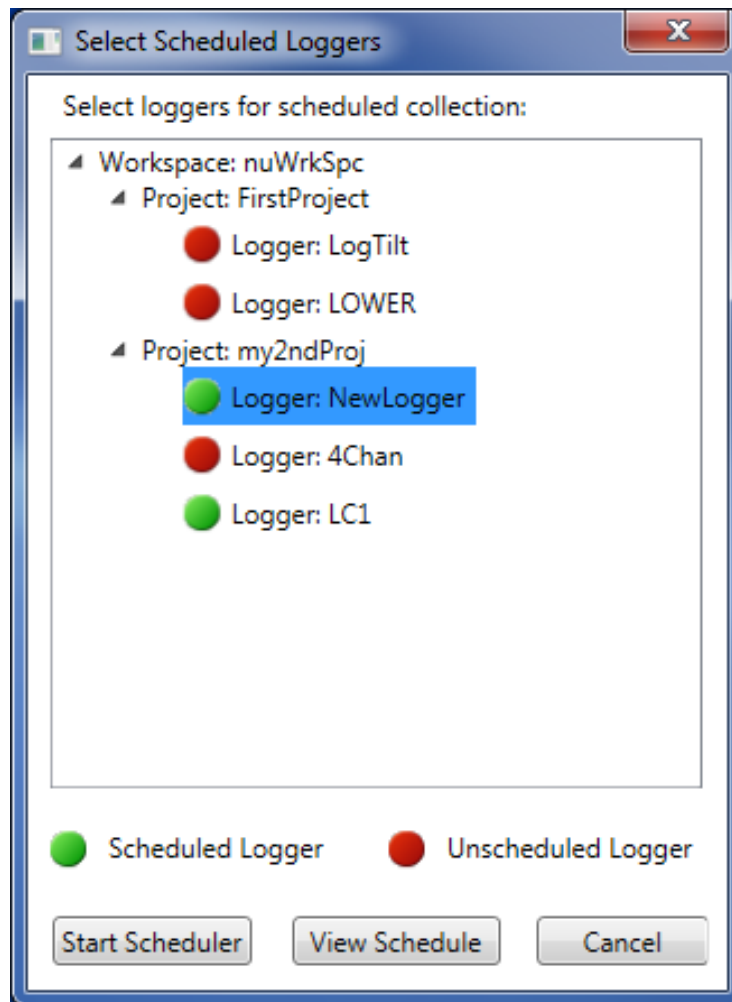 Select Scheduled Loggers
Select loggers for scheduled collection:
Workspace: nuWrkSpc
Project: FirstProject
Logger: LogTilt
Logger: LOWER
Project: my2ndProj
Logger: NewLogger
Logger: 4Chan
Logger: LC1
Scheduled Logger Unscheduled Logger
Start Scheduler View Schedule Cancel